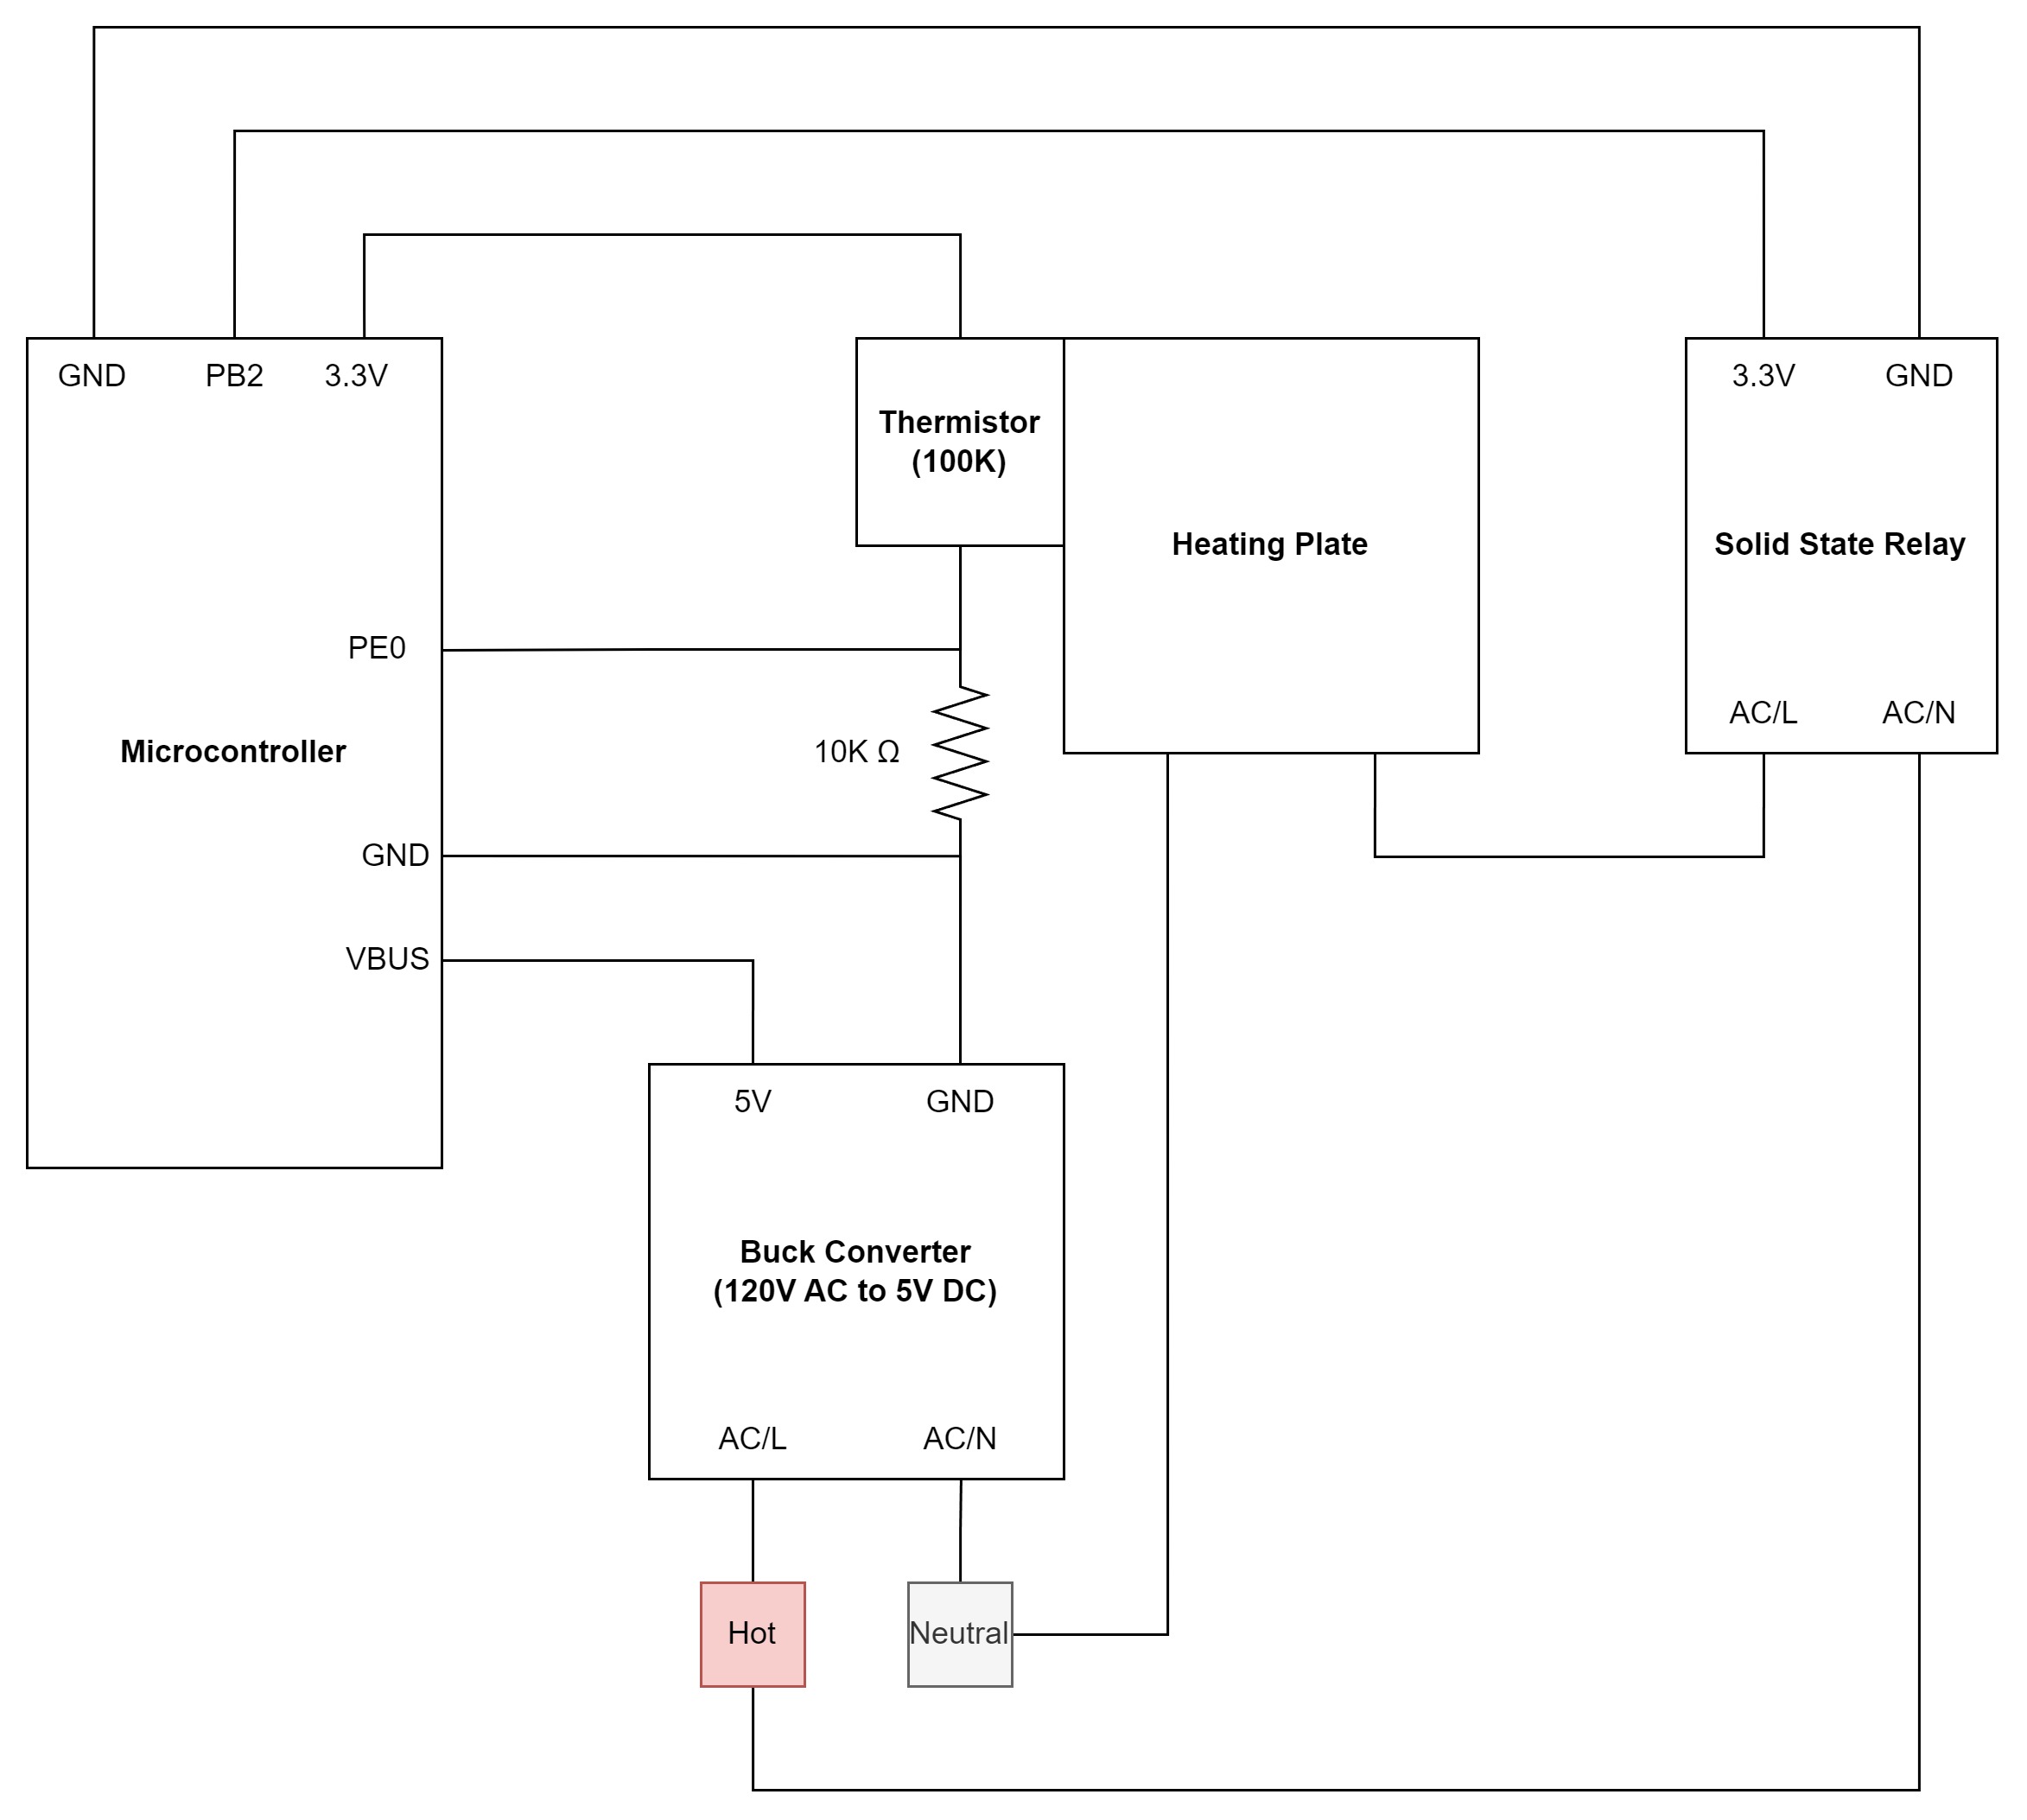 GND
PB2
3.3V
Thermistor
(100K)
3.3V
GND
Heating Plate
Solid State Relay
PE0
AC/L
AC/N
Microcontroller
10K Ω
GND
VBUS
5V
GND
Buck Converter
(120V AC to 5V DC)
AC/L
AC/N
Hot
Neutral